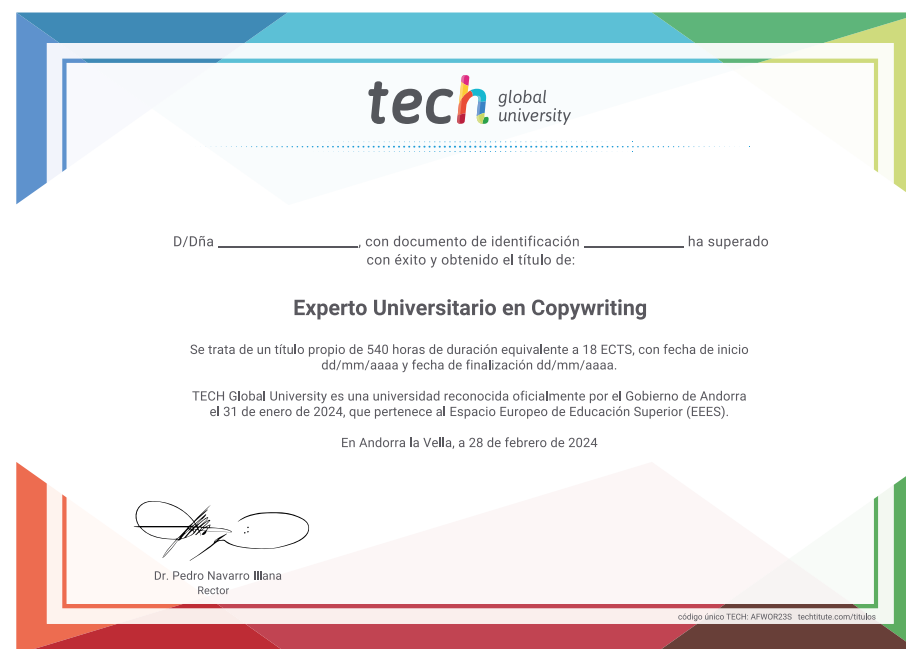 tech global university
D/Dña ______________, con documento de identificación __________ ha superado
con éxito y obtenido el título de:
Experto Universitario en Copywriting
Se trata de un título propio de 540 horas de duración equivalente a 18 ECTS, con fecha de inicio
dd/mm/aaaa y fecha de finalización dd/mm/aaaa.
TECH Global University es una universidad reconocida oficialmente por el Gobierno de Andorra
el 31 de enero de 2024, que pertenece al Espacio Europeo de Educación Superior (EEES).
En Andorra la Vella, a 28 de febrero de 2024
Dr. Pedro Navarro Illana
Rector
código único TECH: AFWOR23S techtitute.com/titulos